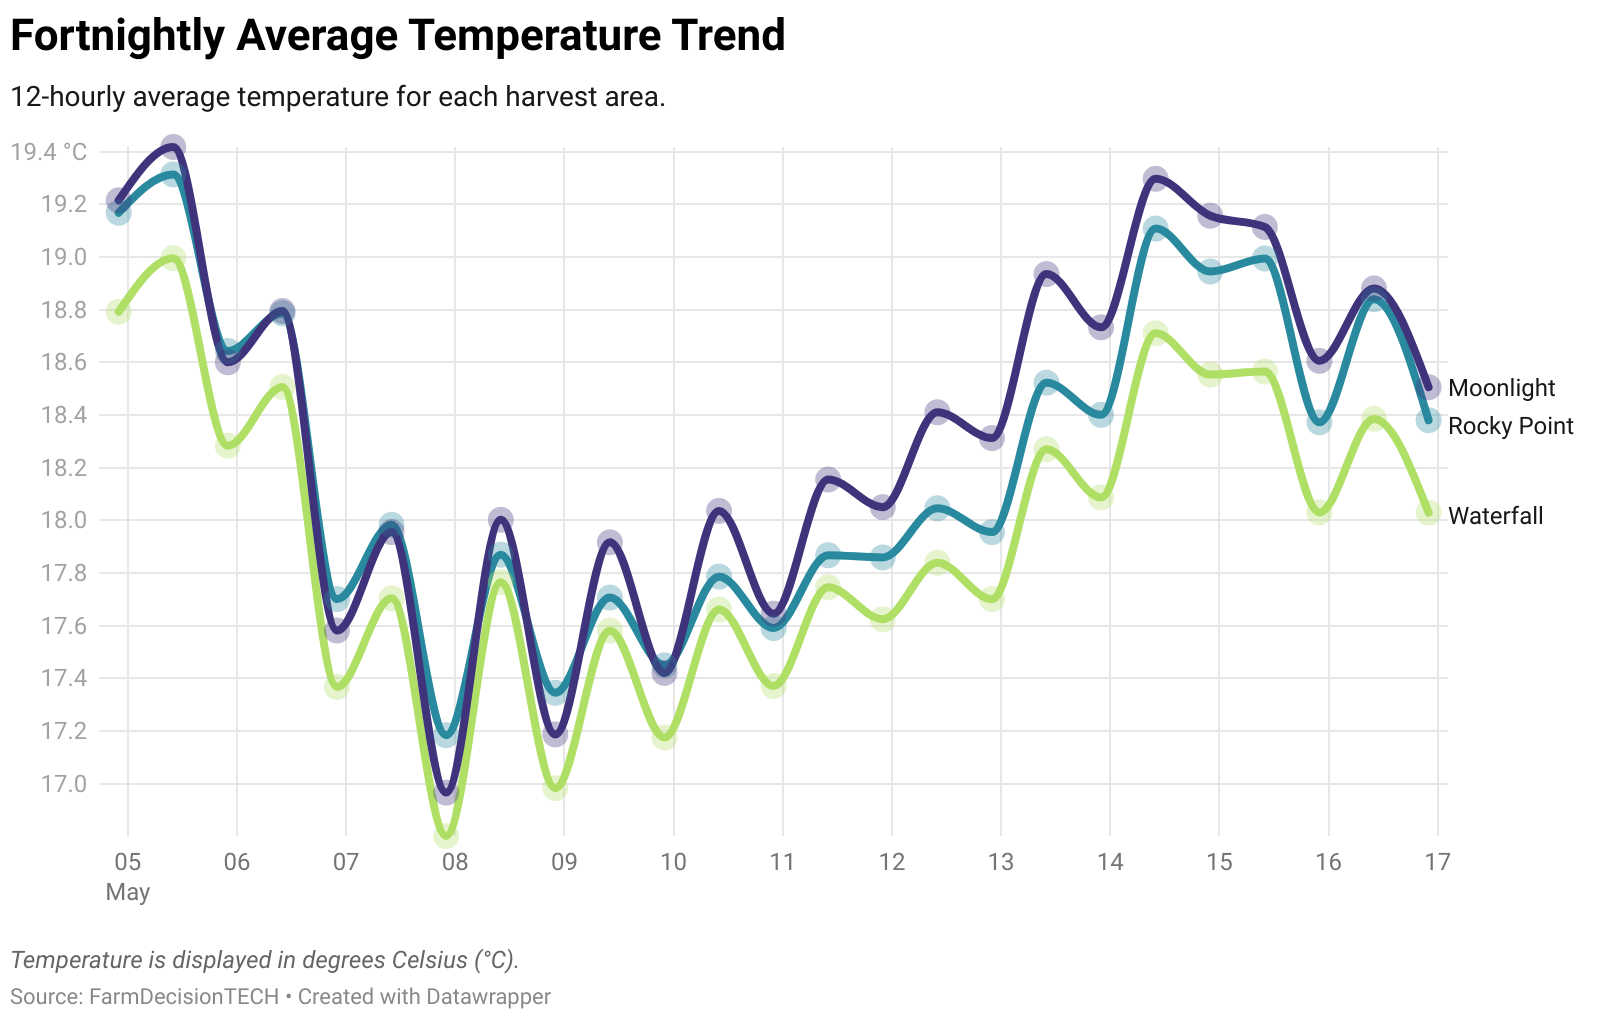 Fortnightly Average Temperature Trend
12-hourly average temperature for each harvest area.
19.4 °C
19.2
19.0
18.8
18.6
18.4
18.2
18.0
17.8
17.6
17.4
17.2
17.0
Moonlight
Rocky Point
Waterfall
05 06 07 08 09 10 11 12 13 14 15 16 17
May
Temperature is displayed in degrees Celsius (°C).
Source: FarmDecisionTECH • Created with Datawrapper